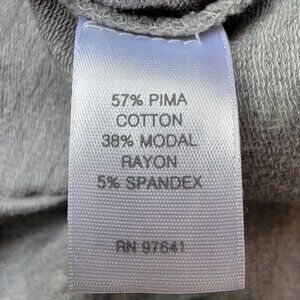 57% PIMA
COTTON
38% MODAL
RAYON
5% SPANDEX
RN 97641